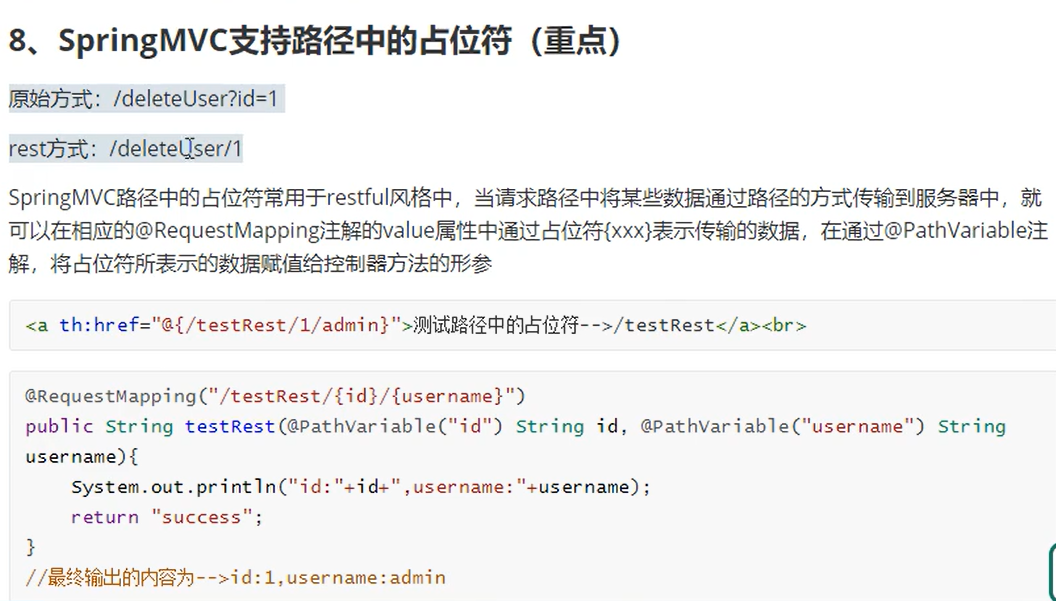 8、SpringMVC支持路径中的占位符（重点）
原始方式：/deleteUser?id=1
rest方式：/deleteUser/1
SpringMVC路径中的占位符常用于restful风格中，当请求路径中将某些数据通过路径的方式传输到服务器中，就
可以在相应的@RequestMapping注解的value属性中通过占位符{xxx}表示传输的数据，在通过@PathVariable注
解，将占位符所表示的数据赋值给控制器方法的形参
<a th:href="@{/testRest/1/admin}">测试路径中的占位符-->/testRest</a><br>
@RequestMapping("/testRest/{id}/{username}")
public String testRest(@PathVariable("id") String id, @PathVariable("username") String
username){
    System.out.println("id:"+id+",username:"+username);
    return "success";
}
//最终输出的内容为-->id:1,username:admin